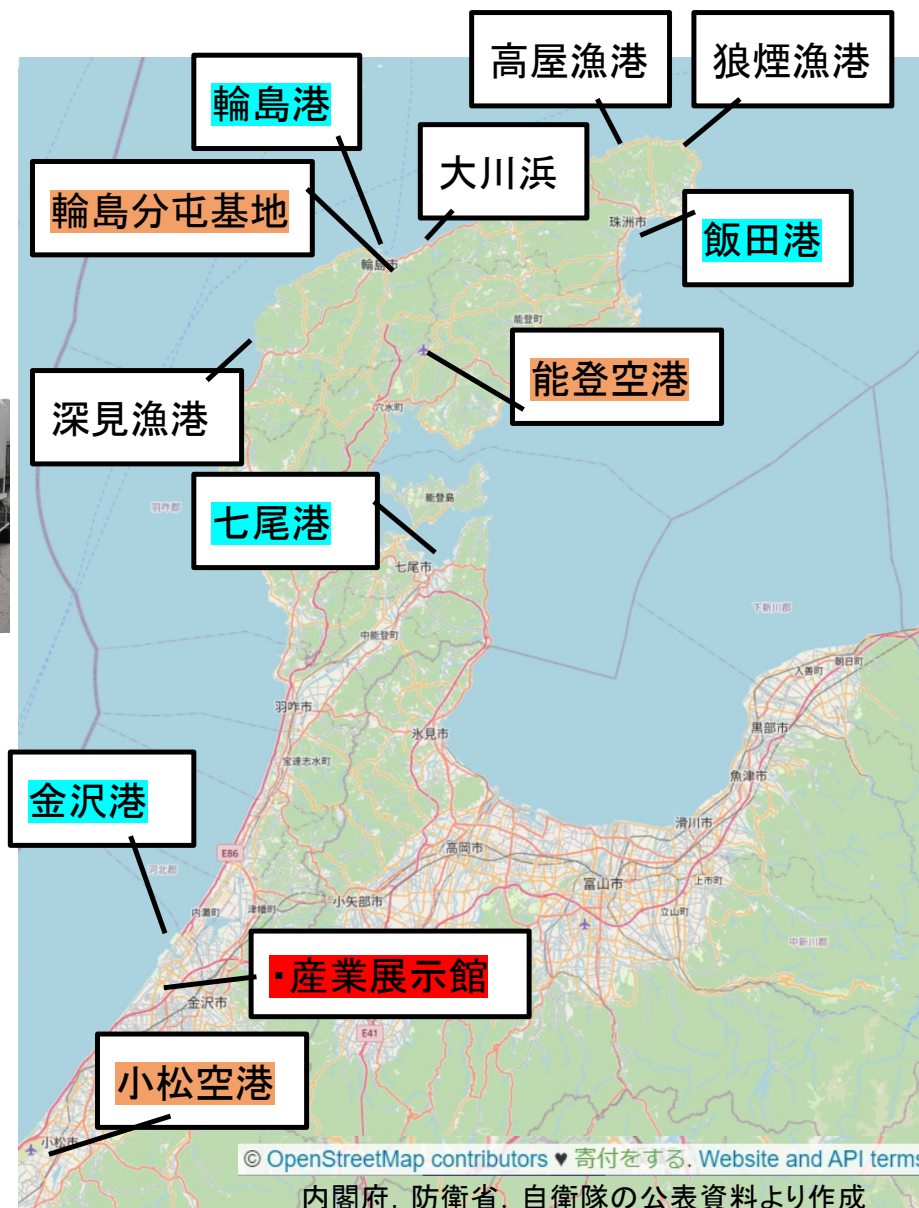 高屋漁港
狼煙漁港
輪島港
大川浜
輪島分屯基地
珠洲市
飯田港
輪島市
能登町
能登空港
深見漁港
穴水町
羽咋郡
能登島
七尾港
七尾市
下新川郡
中能登町
朝日町
入善町
羽咋市
黒部市
氷見市
宝達志水町
魚津市
金沢港
滑川市
高岡市
E86
河北郡
富山市
上市町
小矢部市
内灘町
津幡町
立山町
中新川郡
・産業展示館
金沢市
E41
小松空港
小松市
© OpenStreetMap contributors ♥ 寄付をする. Website and API terms
内閣府，防衛省，自衛隊の公表資料より作成